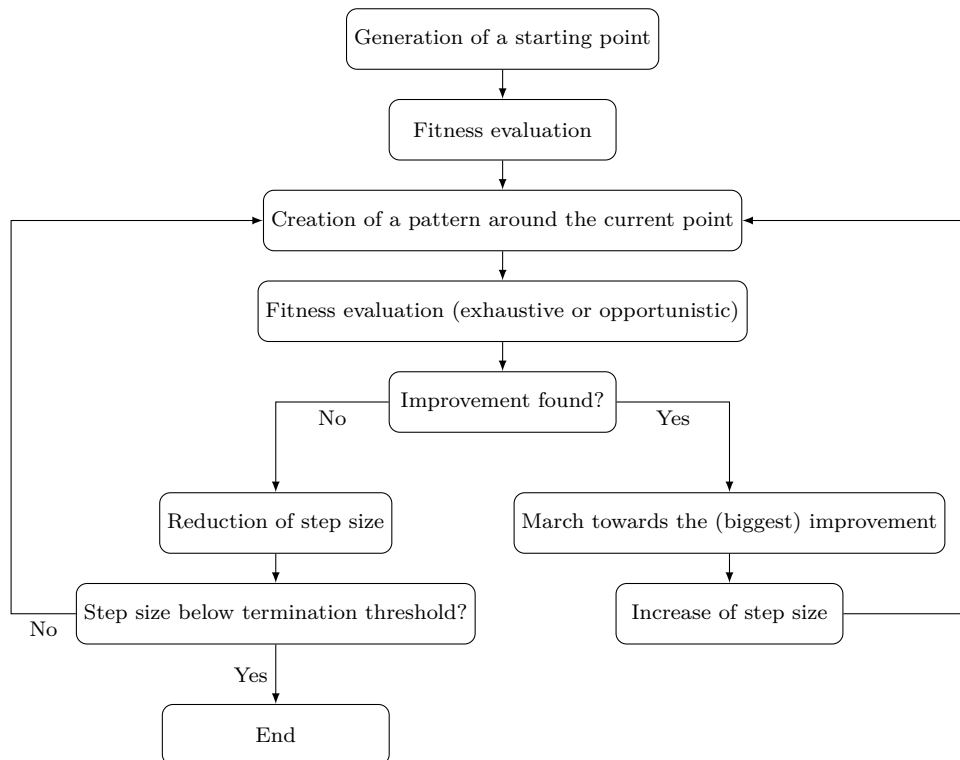 Generation of a starting point
Fitness evaluation
Creation of a pattern around the current point
Fitness evaluation (exhaustive or opportunistic)
Improvement found?
No
Yes
Reduction of step size
March towards the (biggest) improvement
Step size below termination threshold?
Increase of step size
No
Yes
End